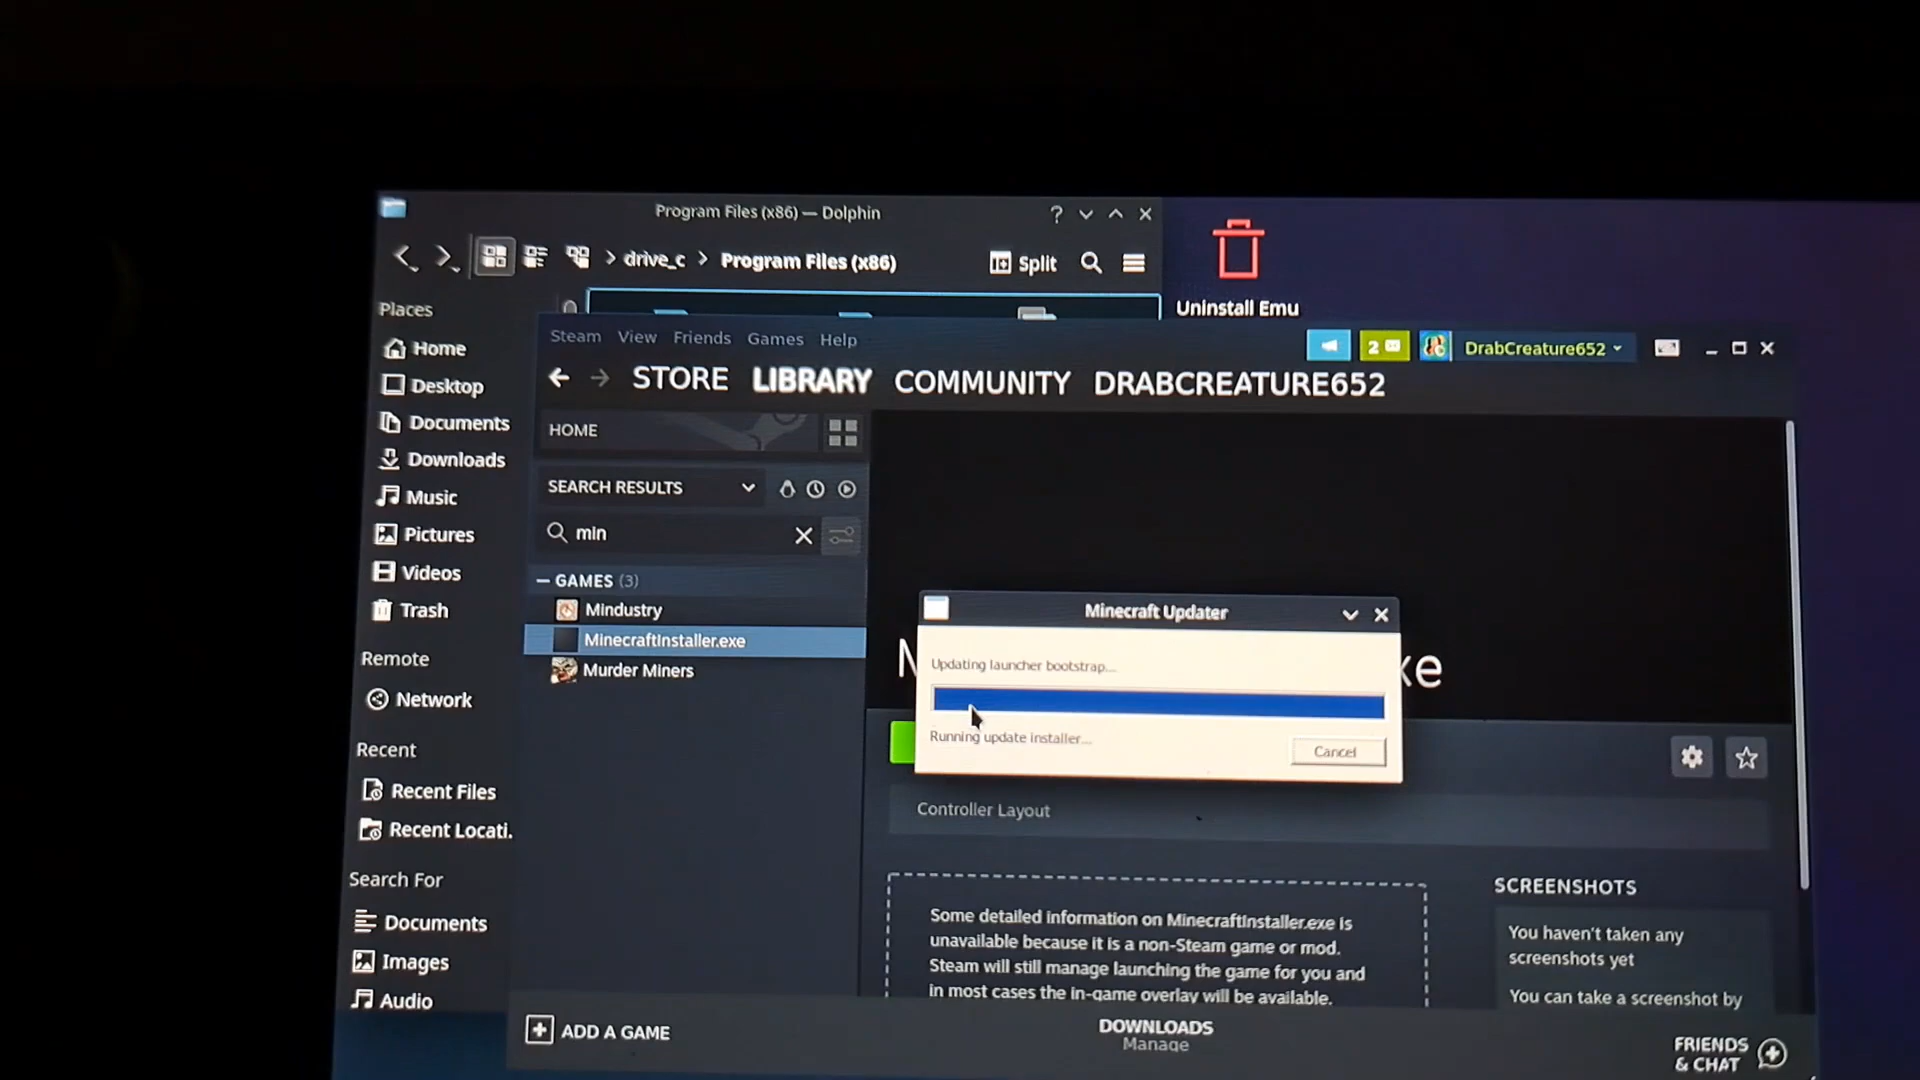 Program Files (x86) — Dolphin
drive_c > Program Files (x86)
Split
Uninstall Emu
Places
Home
Desktop
Documents
Downloads
Music
Pictures
Videos
Trash
Remote
Network
Recent
Recent Files
Recent Locati.
Search For
Documents
Images
Audio
Steam View Friends Games Help
2
DrabCreature652
STORE LIBRARY COMMUNITY DRABCREATURE652
HOME
SEARCH RESULTS
min
GAMES (3)
Mindustry
MinecraftInstaller.exe
Murder Miners
Minecraft Updater
Updating launcher bootstrap...
Running update installer...
Cancel
M
xe
Controller Layout
Some detailed information on MinecraftInstaller.exe is
unavailable because it is a non-Steam game or mod.
Steam will still manage launching the game for you and
in most cases the in-game overlay will be available.
SCREENSHOTS
You haven't taken any
screenshots yet
You can take a screenshot by
ADD A GAME
DOWNLOADS
Manage
FRIENDS
& CHAT